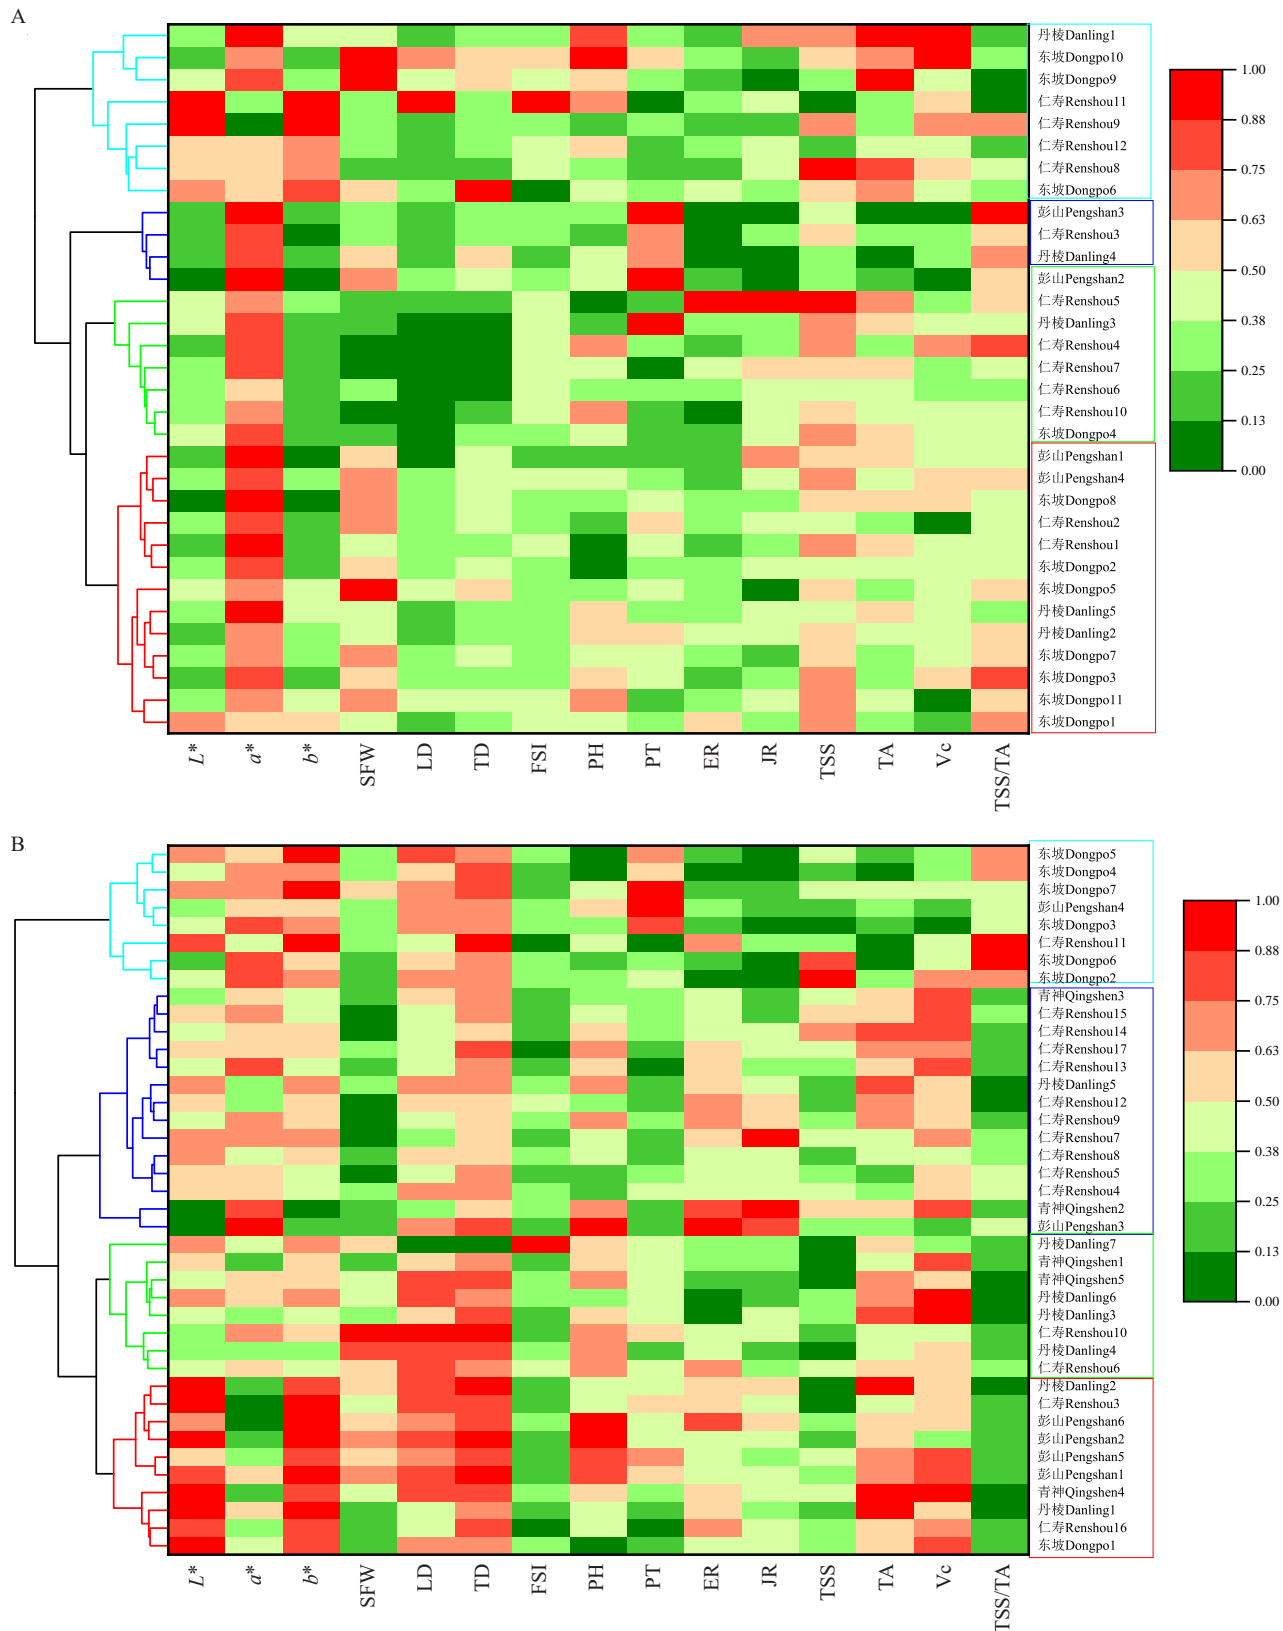 A
丹棱Danling1
东坡Dongpo10
东坡Dongpo9
仁寿Renshou11
仁寿Renshou9
仁寿Renshou12
仁寿Renshou8
东坡Dongpo6
彭山Pengshan3
仁寿Renshou3
丹棱Danling4
彭山Pengshan2
仁寿Renshou5
丹棱Danling3
仁寿Renshou4
仁寿Renshou7
仁寿Renshou6
仁寿Renshou10
东坡Dongpo4
彭山Pengshan1
彭山Pengshan4
东坡Dongpo8
仁寿Renshou2
仁寿Renshou1
东坡Dongpo2
东坡Dongpo5
丹棱Danling5
丹棱Danling2
东坡Dongpo7
东坡Dongpo3
东坡Dongpo11
东坡Dongpo1
1.00
0.88
0.75
0.63
0.50
0.38
0.25
0.13
0.00
L*
a*
b*
SFW
LD
TD
FSI
PH
PT
ER
JR
TSS
TA
Vc
TSS/TA
B
东坡Dongpo5
东坡Dongpo4
东坡Dongpo7
彭山Pengshan4
东坡Dongpo3
仁寿Renshou11
东坡Dongpo6
东坡Dongpo2
青神Qingshen3
仁寿Renshou15
仁寿Renshou14
仁寿Renshou17
仁寿Renshou13
丹棱Danling5
仁寿Renshou12
仁寿Renshou9
仁寿Renshou7
仁寿Renshou8
仁寿Renshou5
仁寿Renshou4
青神Qingshen2
彭山Pengshan3
丹棱Danling7
青神Qingshen1
青神Qingshen5
丹棱Danling6
丹棱Danling3
仁寿Renshou10
丹棱Danling4
仁寿Renshou6
丹棱Danling2
仁寿Renshou3
彭山Pengshan6
彭山Pengshan2
彭山Pengshan5
彭山Pengshan1
青神Qingshen4
丹棱Danling1
仁寿Renshou16
东坡Dongpo1
1.00
0.88
0.75
0.63
0.50
0.38
0.25
0.13
0.00
L*
a*
b*
SFW
LD
TD
FSI
PH
PT
ER
JR
TSS
TA
Vc
TSS/TA